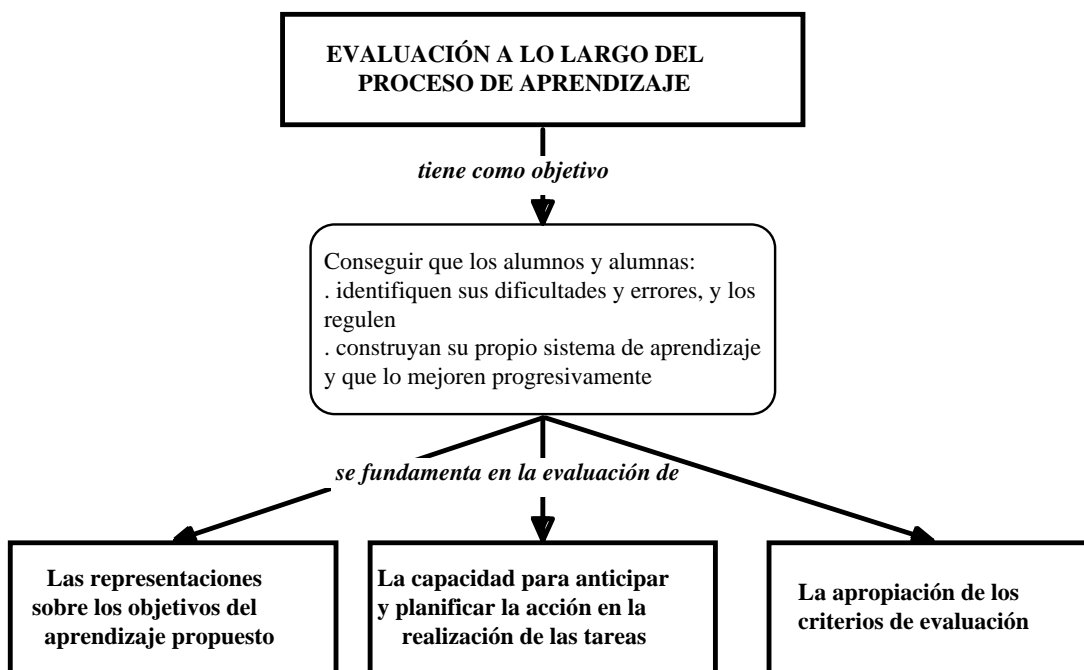 EVALUACIÓN A LO LARGO DEL
PROCESO DE APRENDIZAJE
tiene como objetivo
Conseguir que los alumnos y alumnas:
. identifiquen sus dificultades y errores, y los
regulen
. construyan su propio sistema de aprendizaje
y que lo mejoren progresivamente
se fundamenta en la evaluación de
Las representaciones
sobre los objetivos del
aprendizaje propuesto
La capacidad para anticipar
y planificar la acción en la
realización de las tareas
La apropiación de los
criterios de evaluación